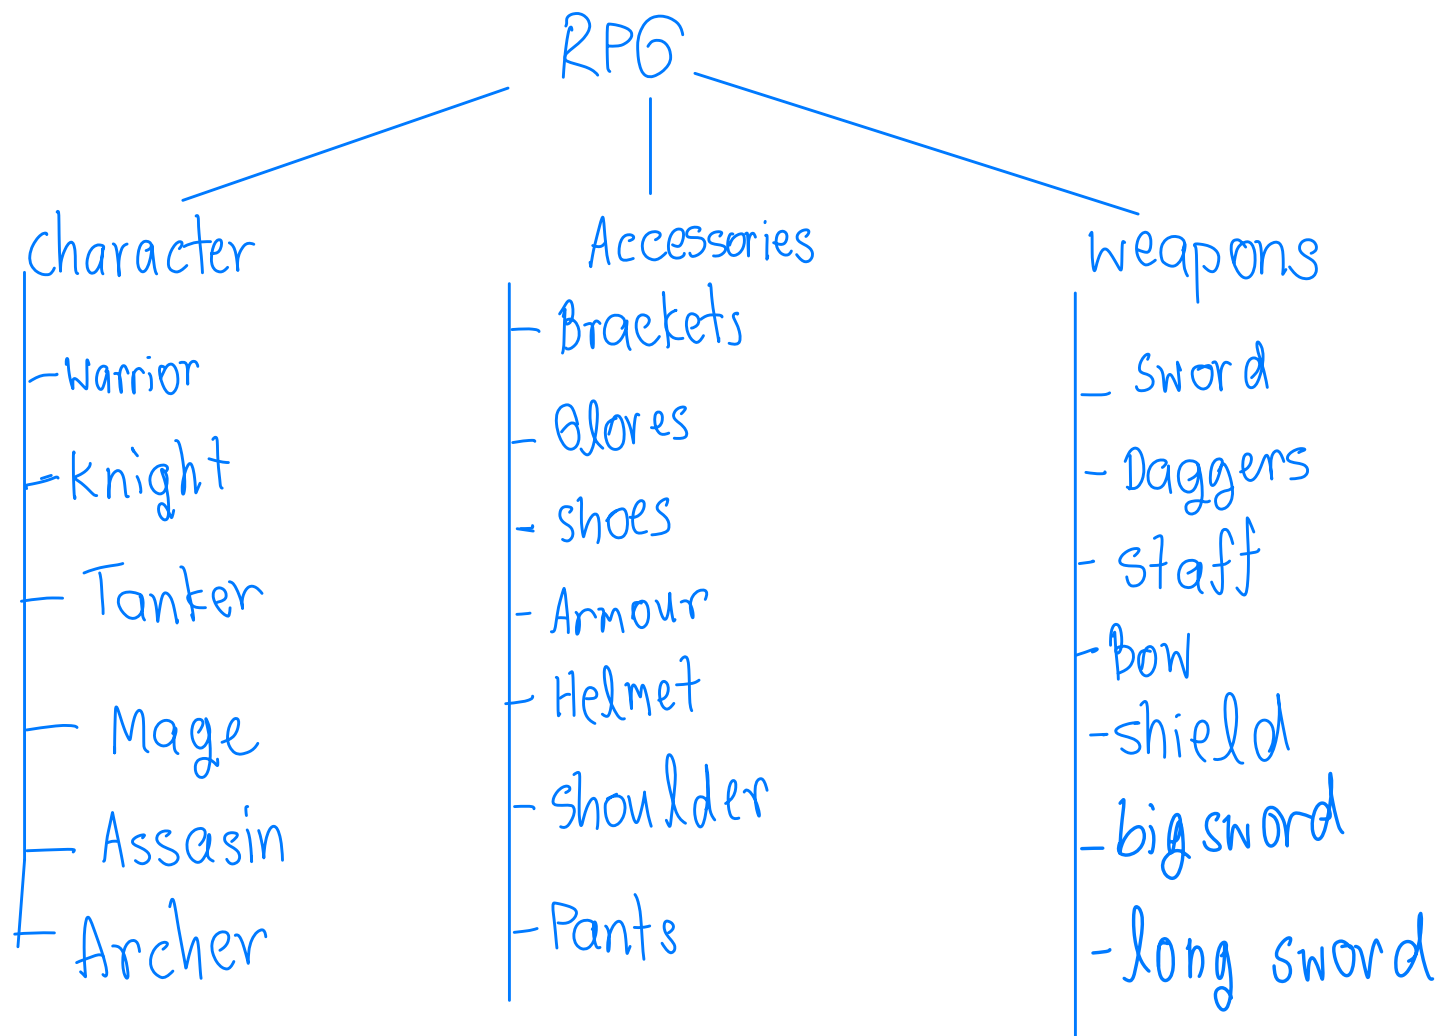 RPG
Character
Warrior
Knight
Tanker
Mage
Assasin
Archer
Accessories
Brackets
Gloves
Shoes
Armour
Helmet
Shoulder
Pants
Weapons
Sword
Daggers
Staff
Bow
Shield
big sword
long sword